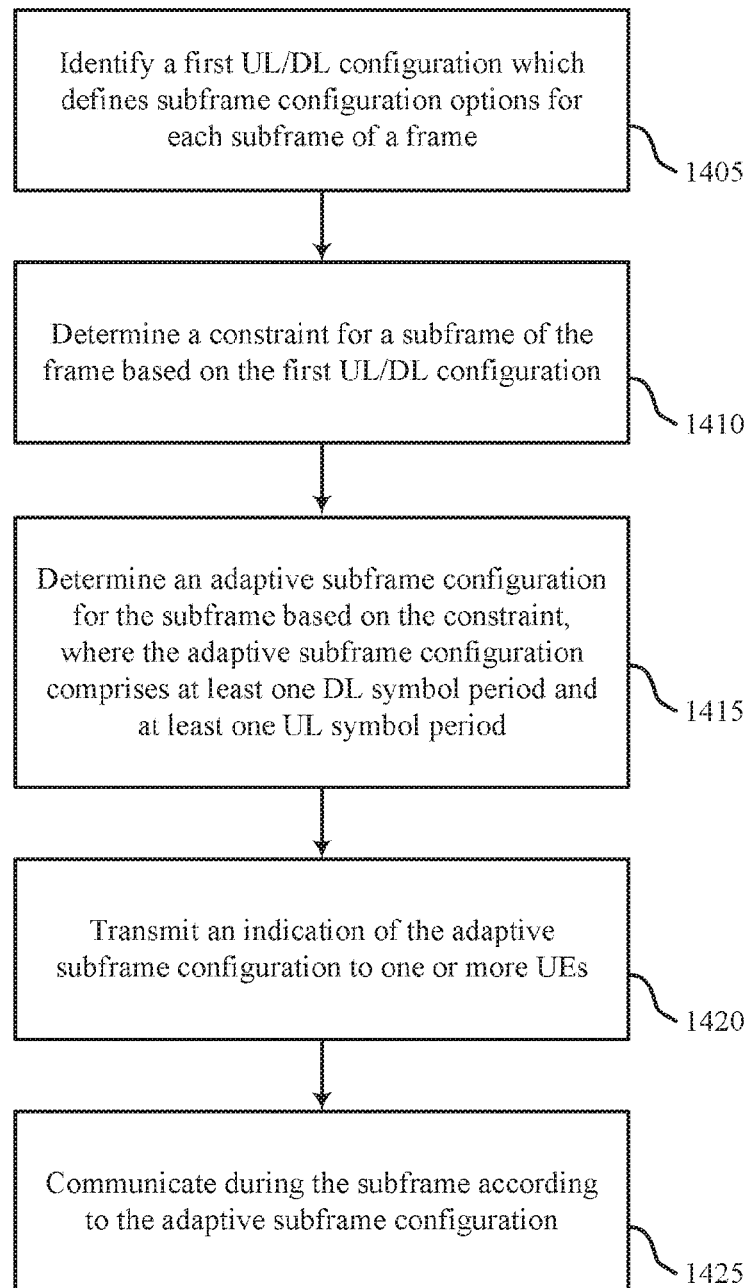 Identify a first UL/DL configuration which
defines subframe configuration options for
each subframe of a frame
1405
Determine a constraint for a subframe of the
frame based on the first UL/DL configuration
1410
Determine an adaptive subframe configuration
for the subframe based on the constraint,
where the adaptive subframe configuration
comprises at least one DL symbol period and
at least one UL symbol period
1415
Transmit an indication of the adaptive
subframe configuration to one or more UEs
1420
Communicate during the subframe according
to the adaptive subframe configuration
1425